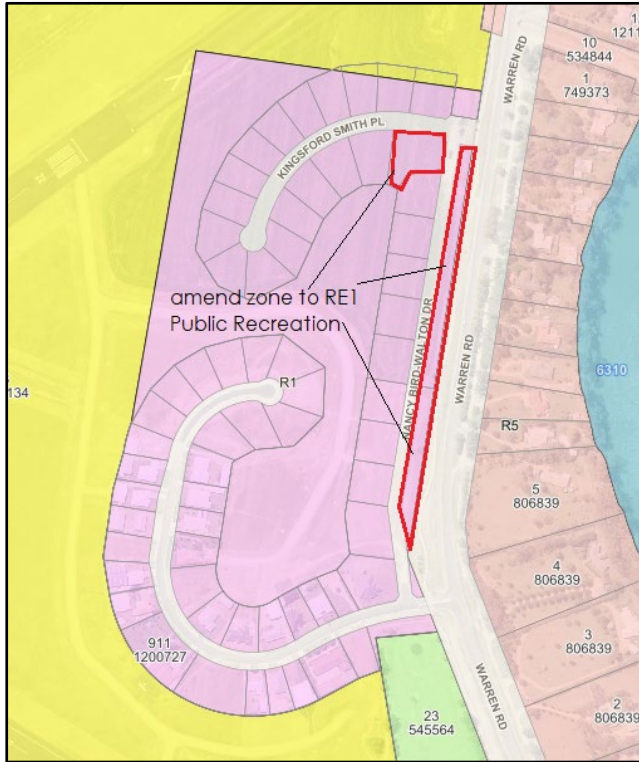 1
1211
10
534844
1
749373
WARREN RD
KINGSFORD SMITH PL
amend zone to RE1
Public Recreation
NANCY BIRD-WALTON DR
WARREN RD
6310
134
R1
R5
5
806839
4
806839
911
1200727
3
806839
WARREN RD
2
806839
23
545564